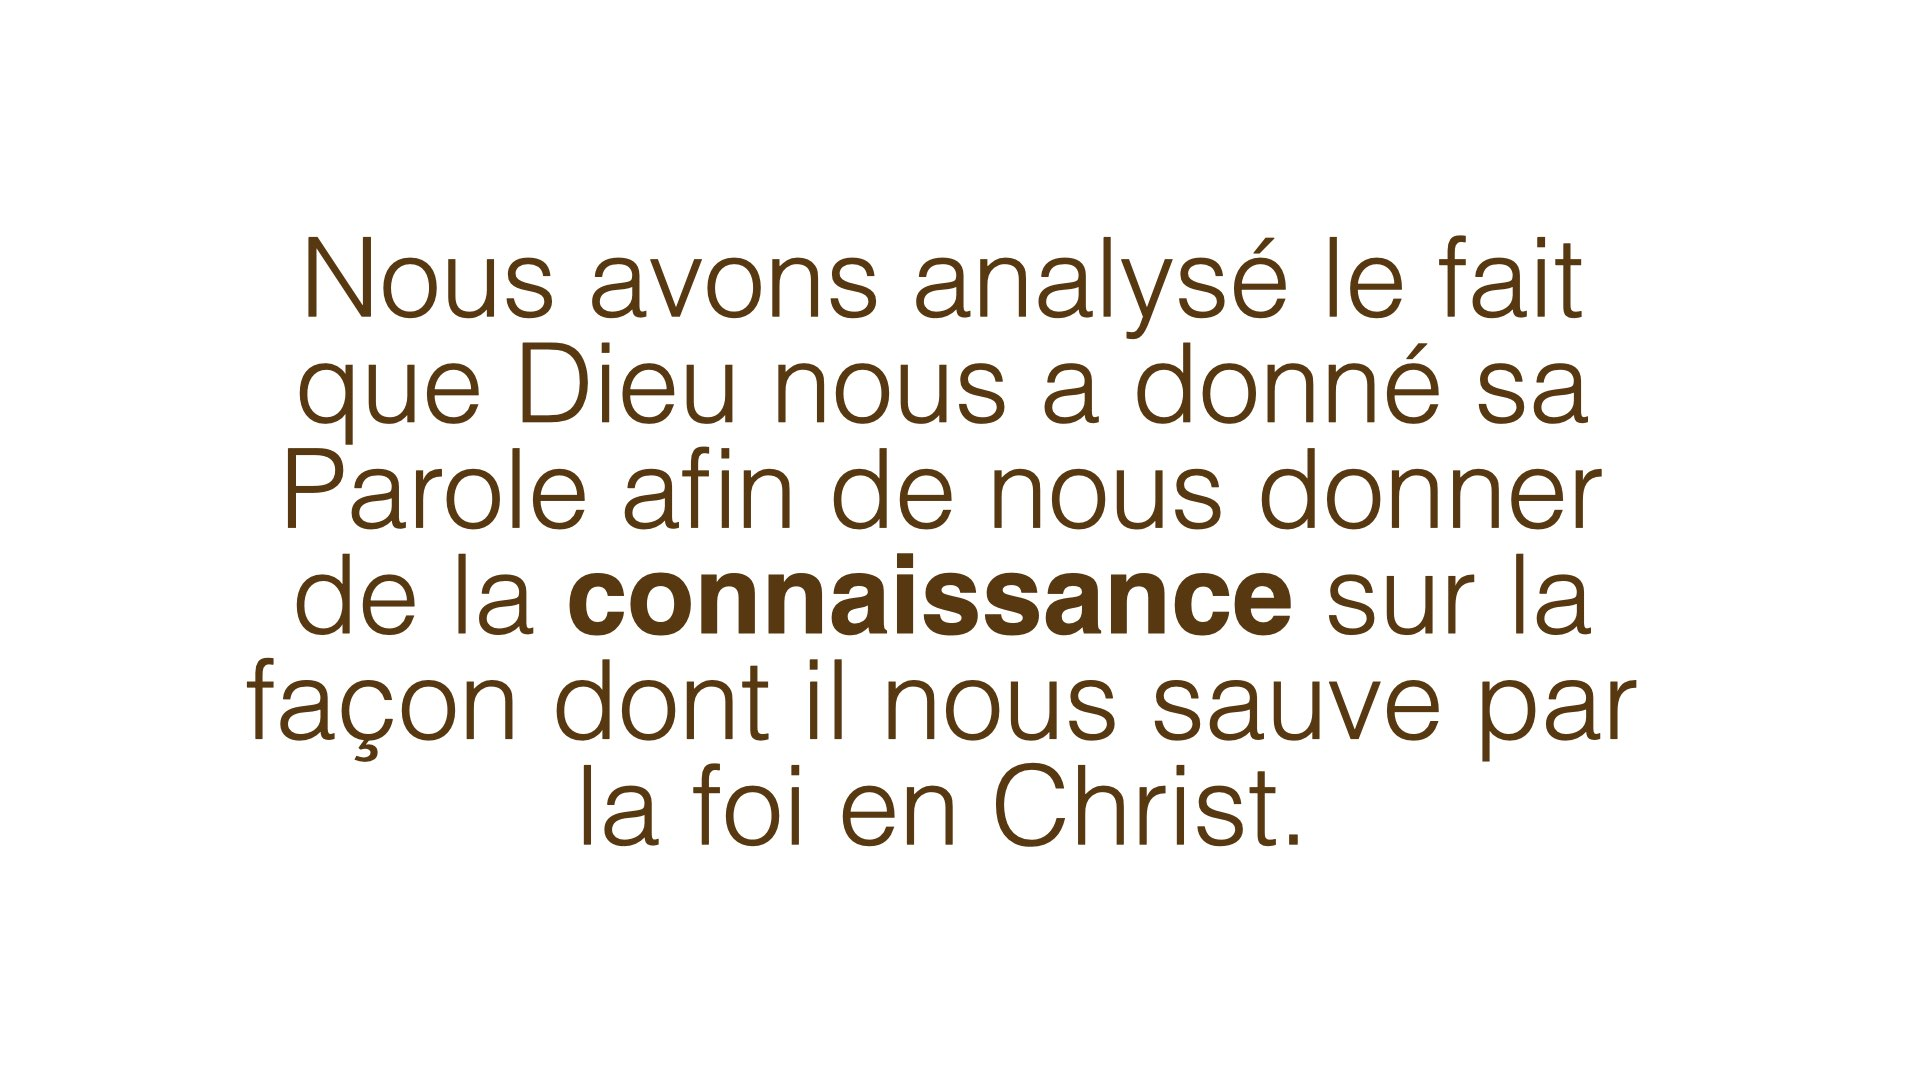 Nous avons analysé le fait
que Dieu nous a donné sa
Parole afin de nous donner
de la connaissance sur la
façon dont il nous sauve par
la foi en Christ.